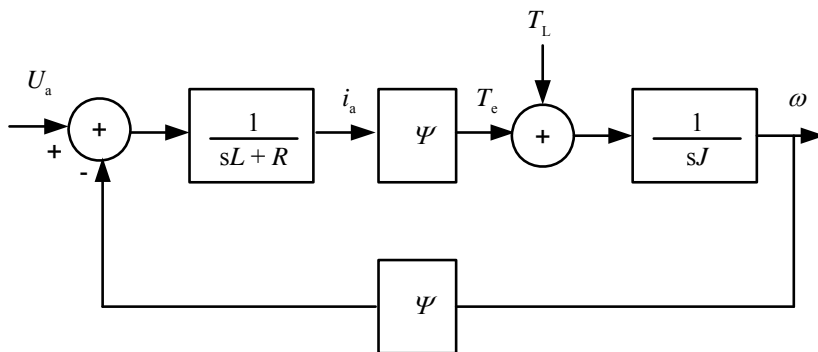 T_L
U_a
i_a
T_e
ω
+
1
sL + R
Ψ
+
1
sJ
+
-
Ψ